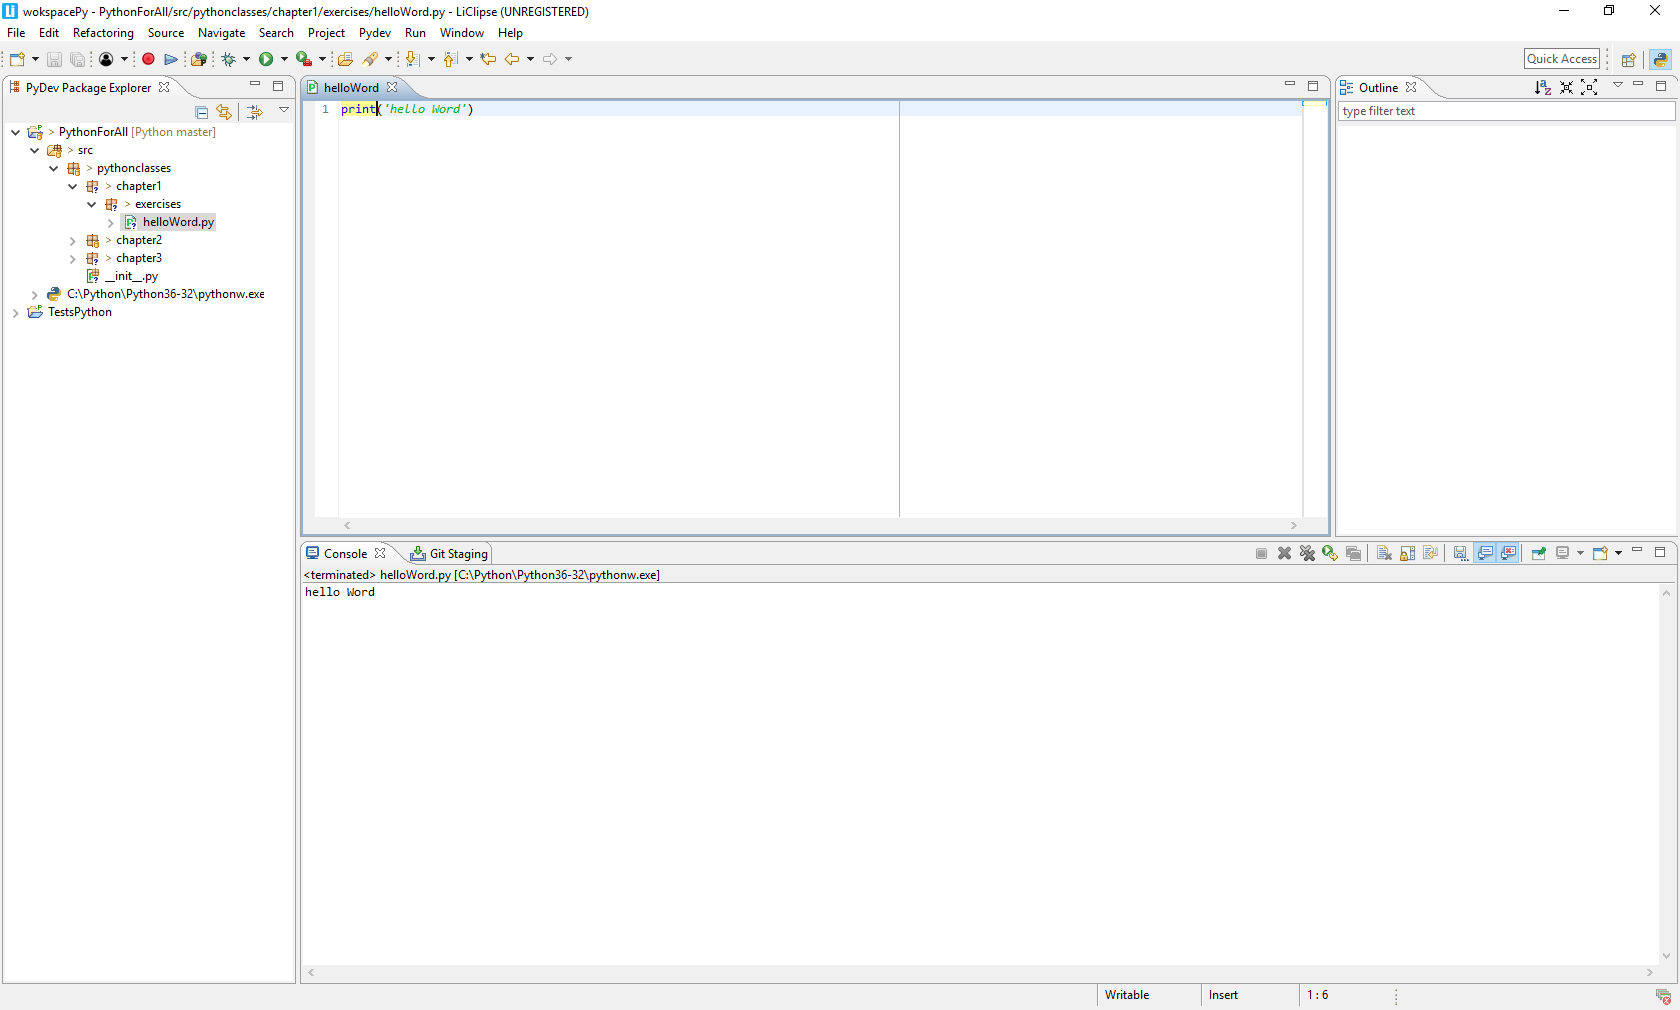 wokspacePy - PythonForAll/src/pythonclasses/chapter1/exercises/helloWord.py - LiClipse (UNREGISTERED)
File Edit Refactoring Source Navigate Search Project Pydev Run Window Help
Quick Access
PyDev Package Explorer
> PythonForAll [Python master]
> src
> pythonclasses
> chapter1
> exercises
helloWord.py
> chapter2
> chapter3
__init__.py
C:\Python\Python36-32\pythonw.exe
TestsPython
helloWord
1 print('hello Word')
Outline
type filter text
Console Git Staging
<terminated> helloWord.py [C:\Python\Python36-32\pythonw.exe]
hello Word
Writable Insert 1 : 6